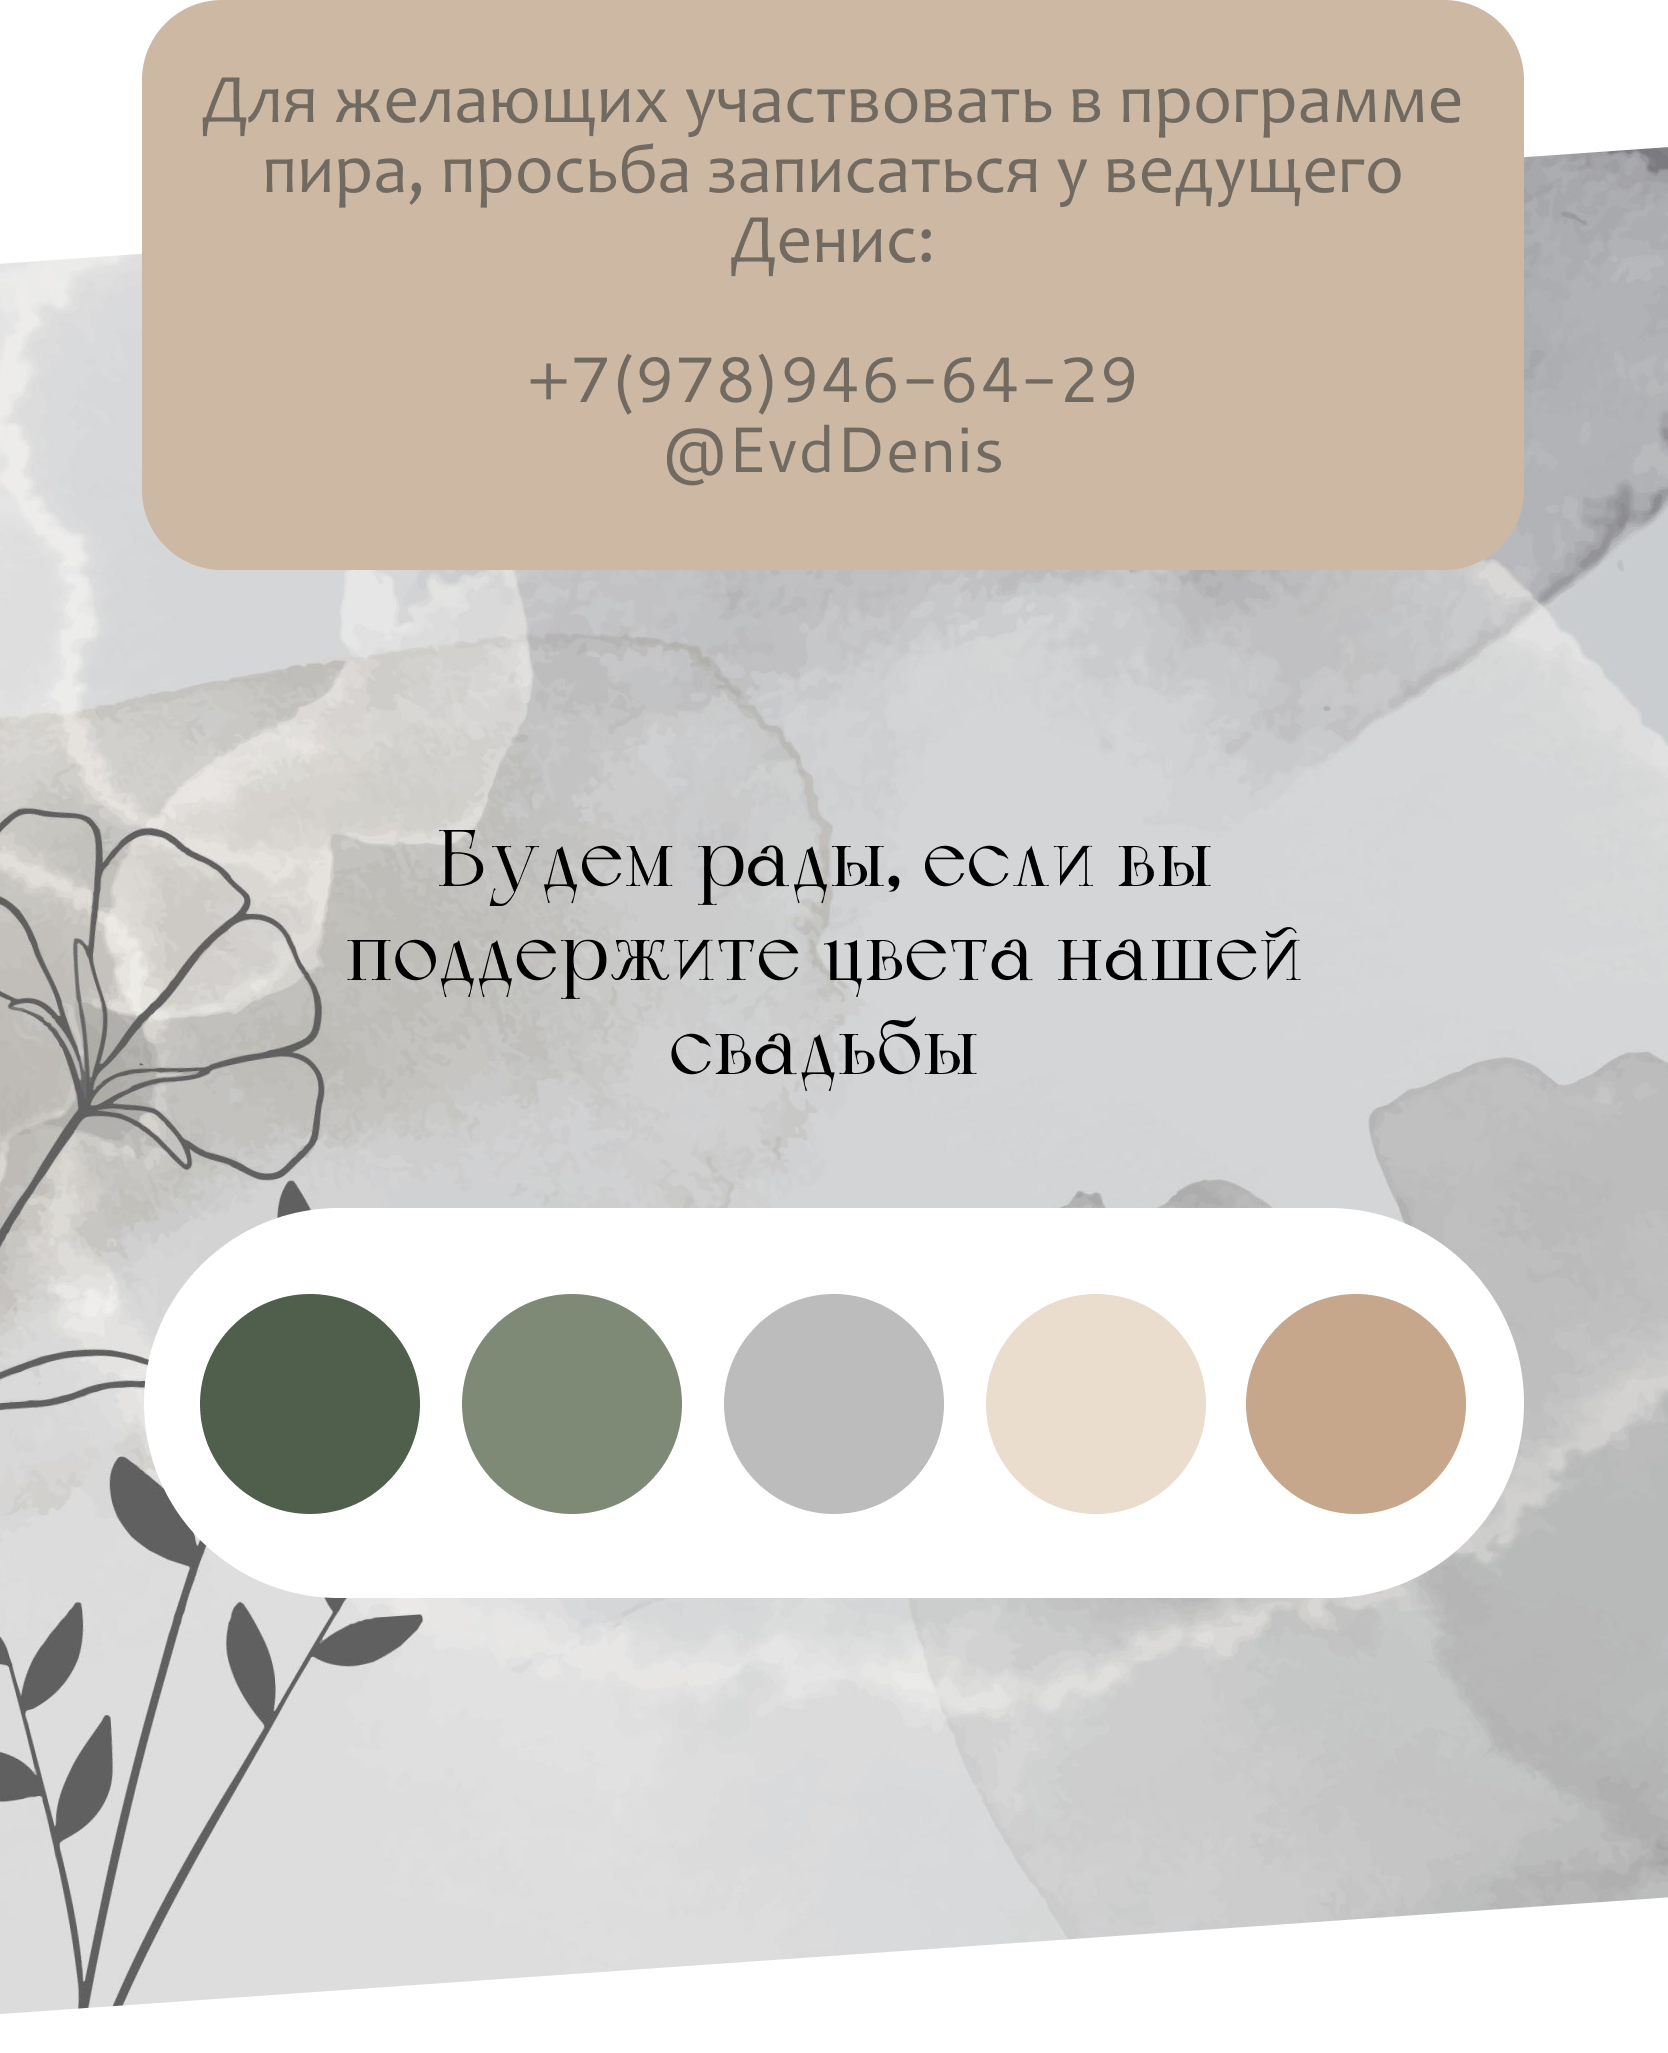 Для желающих участвовать в программе
пира, просьба записаться у ведущего
Денис:
+7(978)946-64-29
@EvdDenis
Будем рады, если вы
поддержите цвета нашей
свадьбы